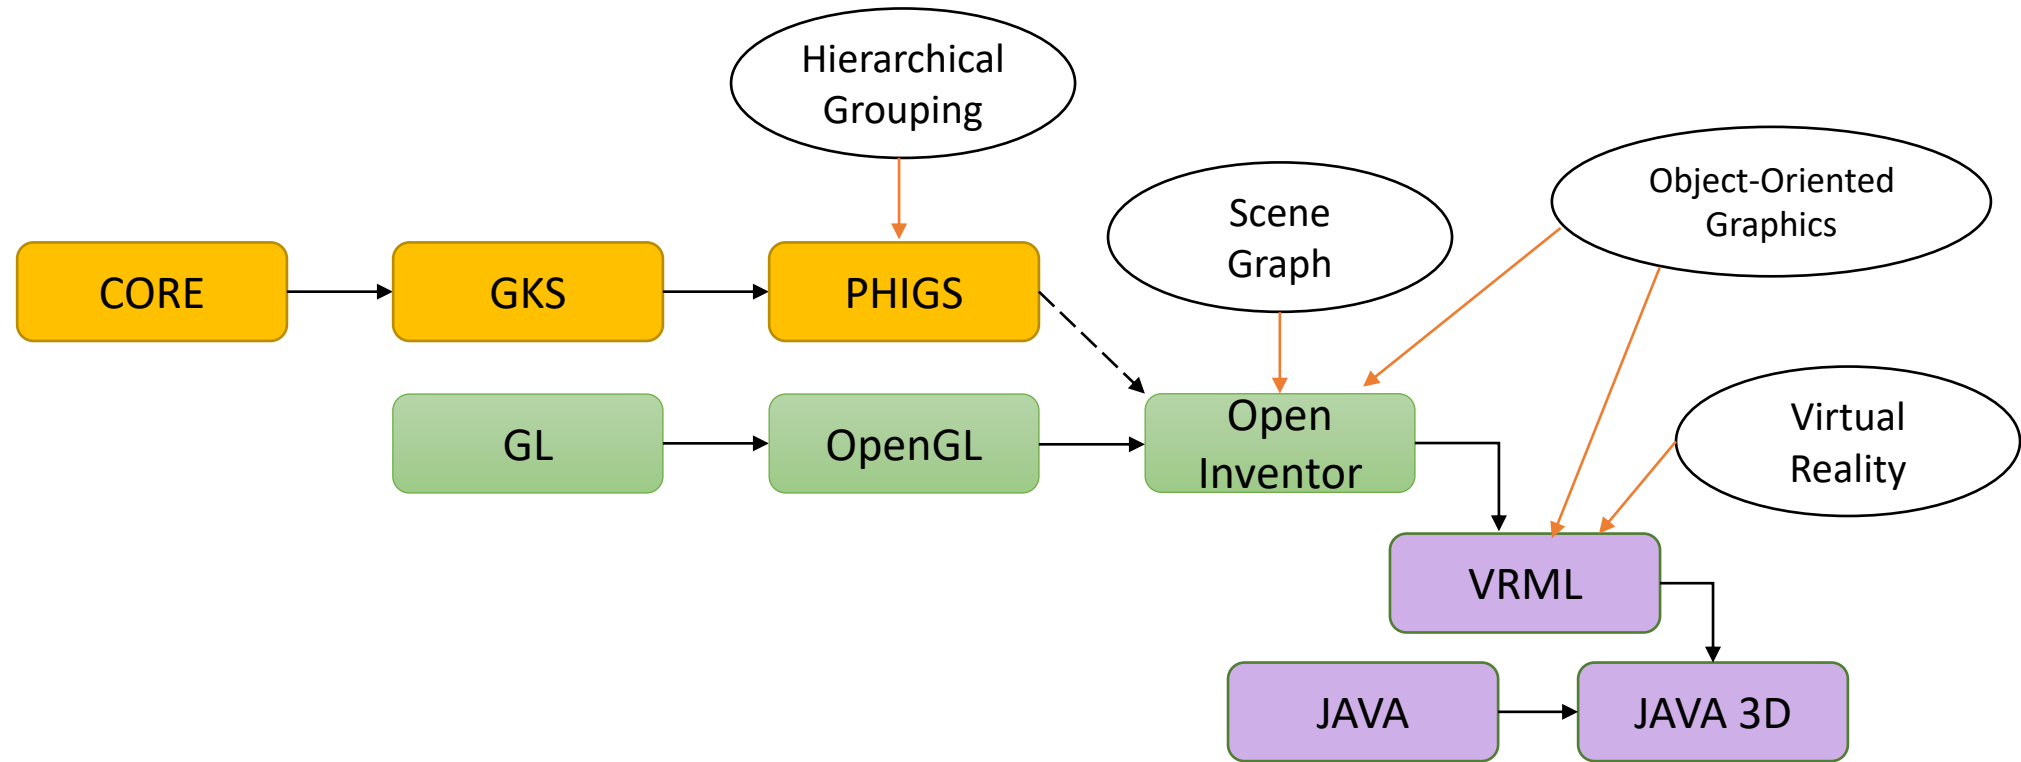 Hierarchical
Grouping
Object-Oriented
Graphics
Scene
Graph
CORE
GKS
PHIGS
GL
OpenGL
Open
Inventor
Virtual
Reality
VRML
JAVA
JAVA 3D